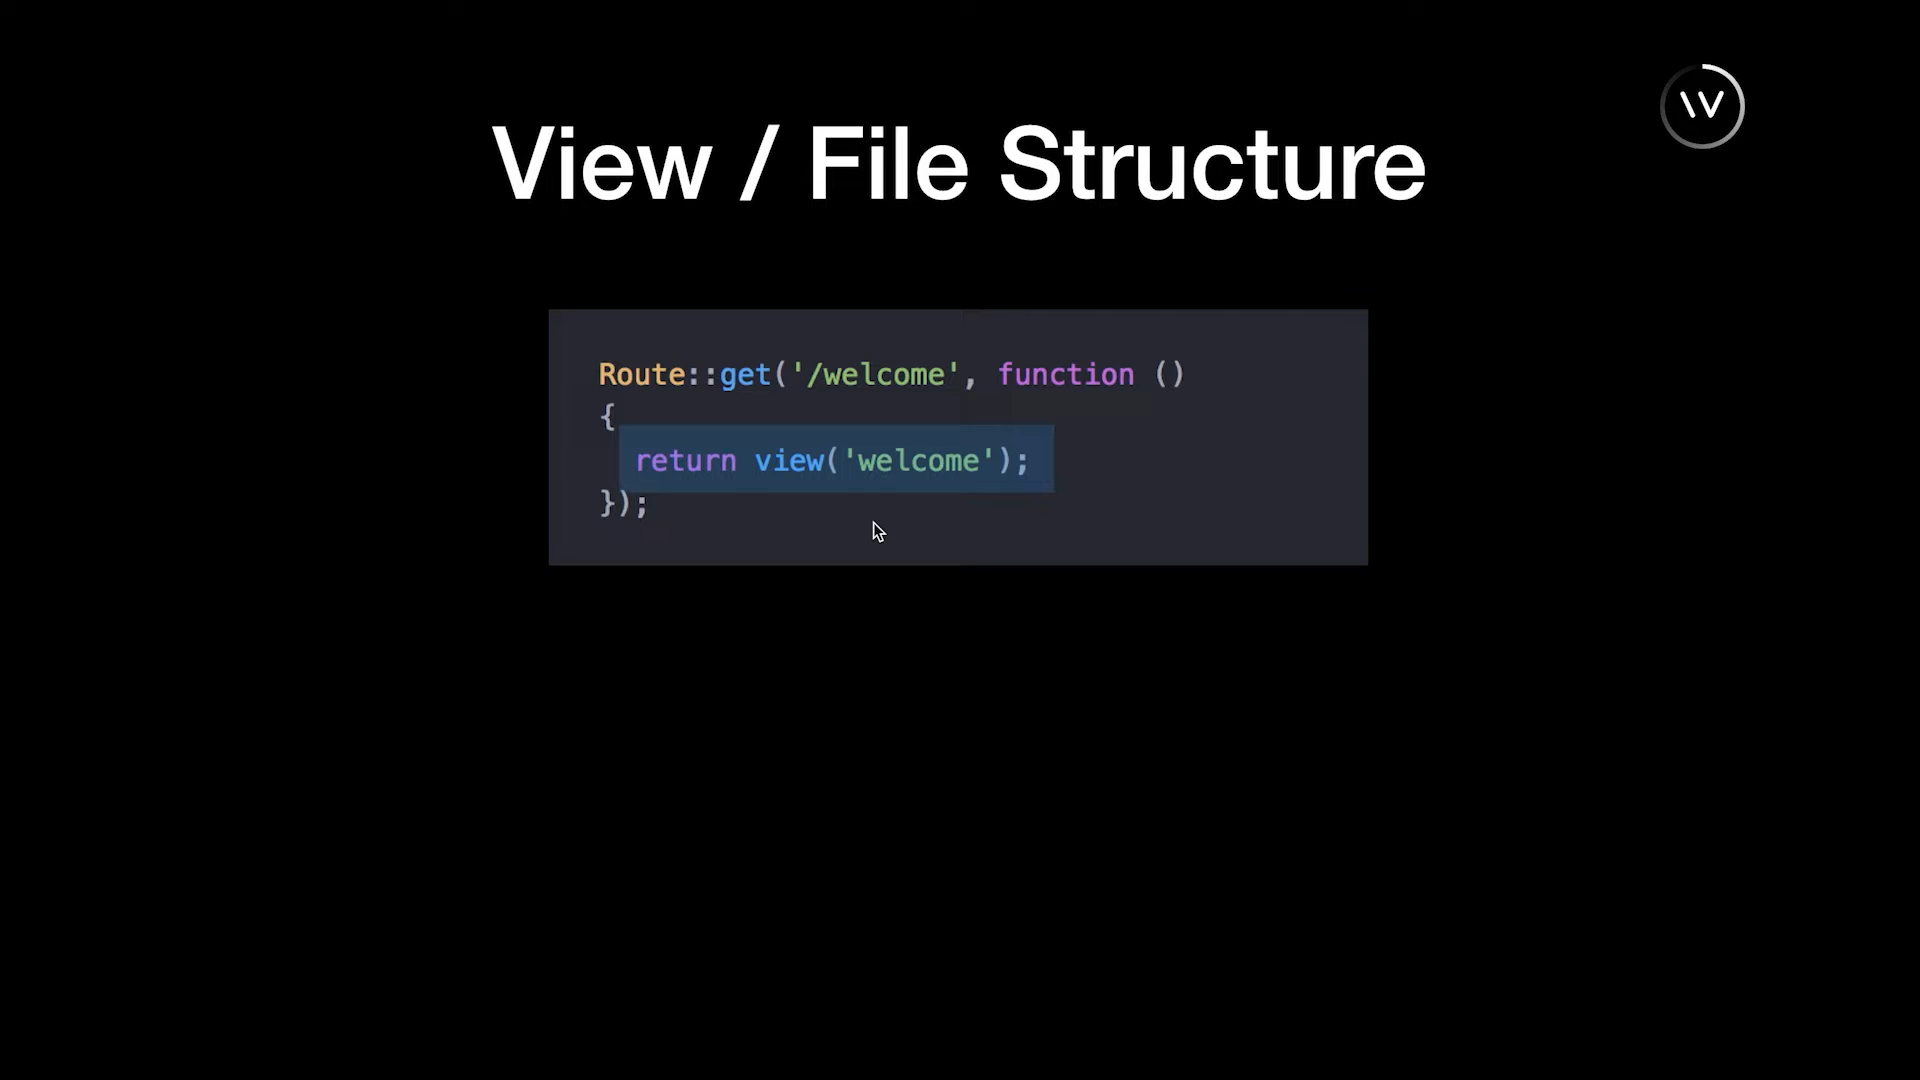 W
View / File Structure
Route::get('/welcome', function ()
{
return view('welcome');
});